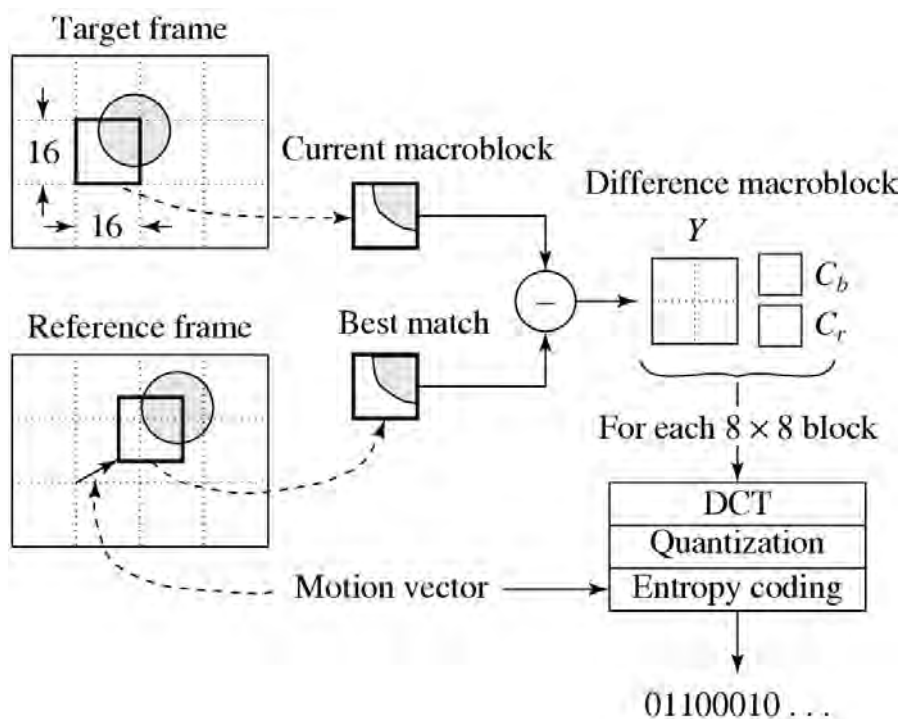 Target frame
16
16
Current macroblock
Difference macroblock
Y
C_b
C_r
−
Reference frame
Best match
For each 8 × 8 block
DCT
Quantization
Entropy coding
Motion vector
01100010 . . .